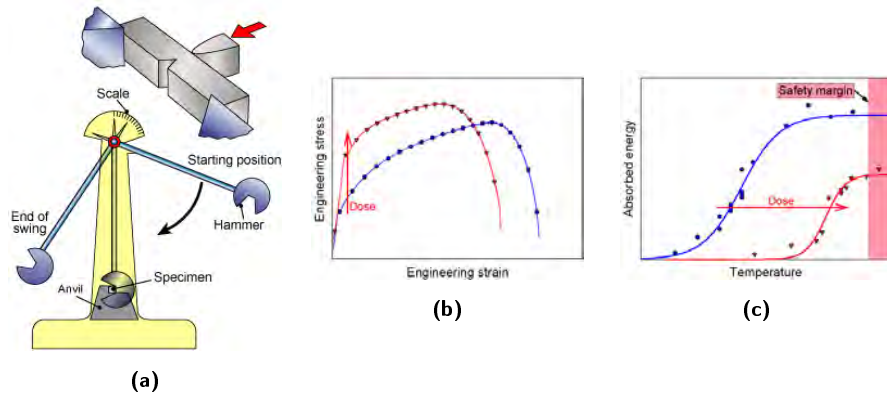 Scale
Starting position
End of
swing
Hammer
Specimen
Anvil
(a)
Engineering stress
Dose
Engineering strain
(b)
Safety margin
Absorbed energy
Dose
Temperature
(c)